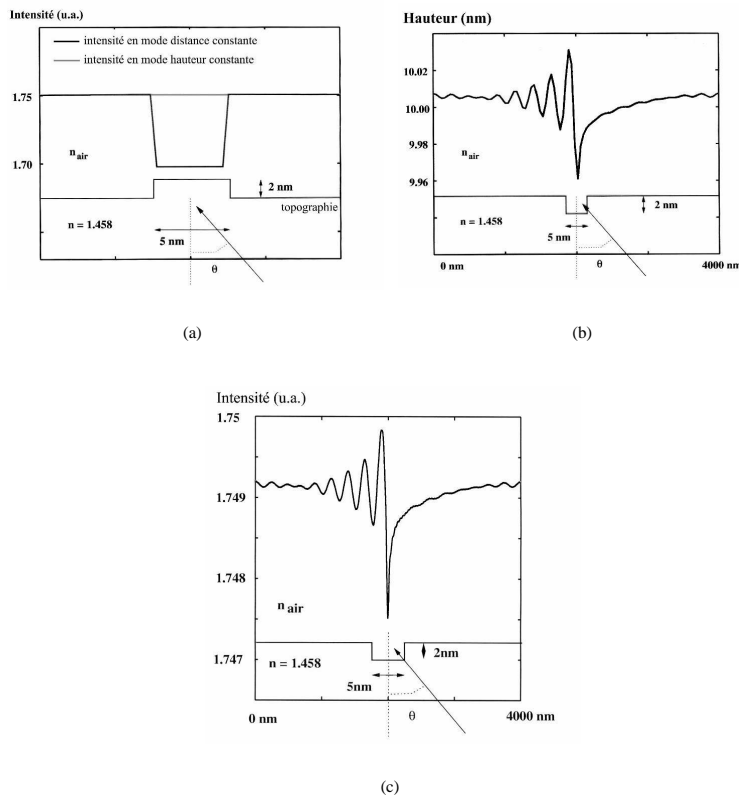 Intensité (u.a.)
intensité en mode distance constante
intensité en mode hauteur constante
1.75
1.70
n air
2 nm
topographie
n = 1.458
5 nm
θ
(a)
Hauteur (nm)
10.02
10.00
9.98
9.96
n air
2 nm
n = 1.458
5 nm
0 nm
θ
4000 nm
(b)
Intensité (u.a.)
1.75
1.749
1.748
1.747
n air
2nm
n = 1.458
5nm
0 nm
θ
4000 nm
(c)